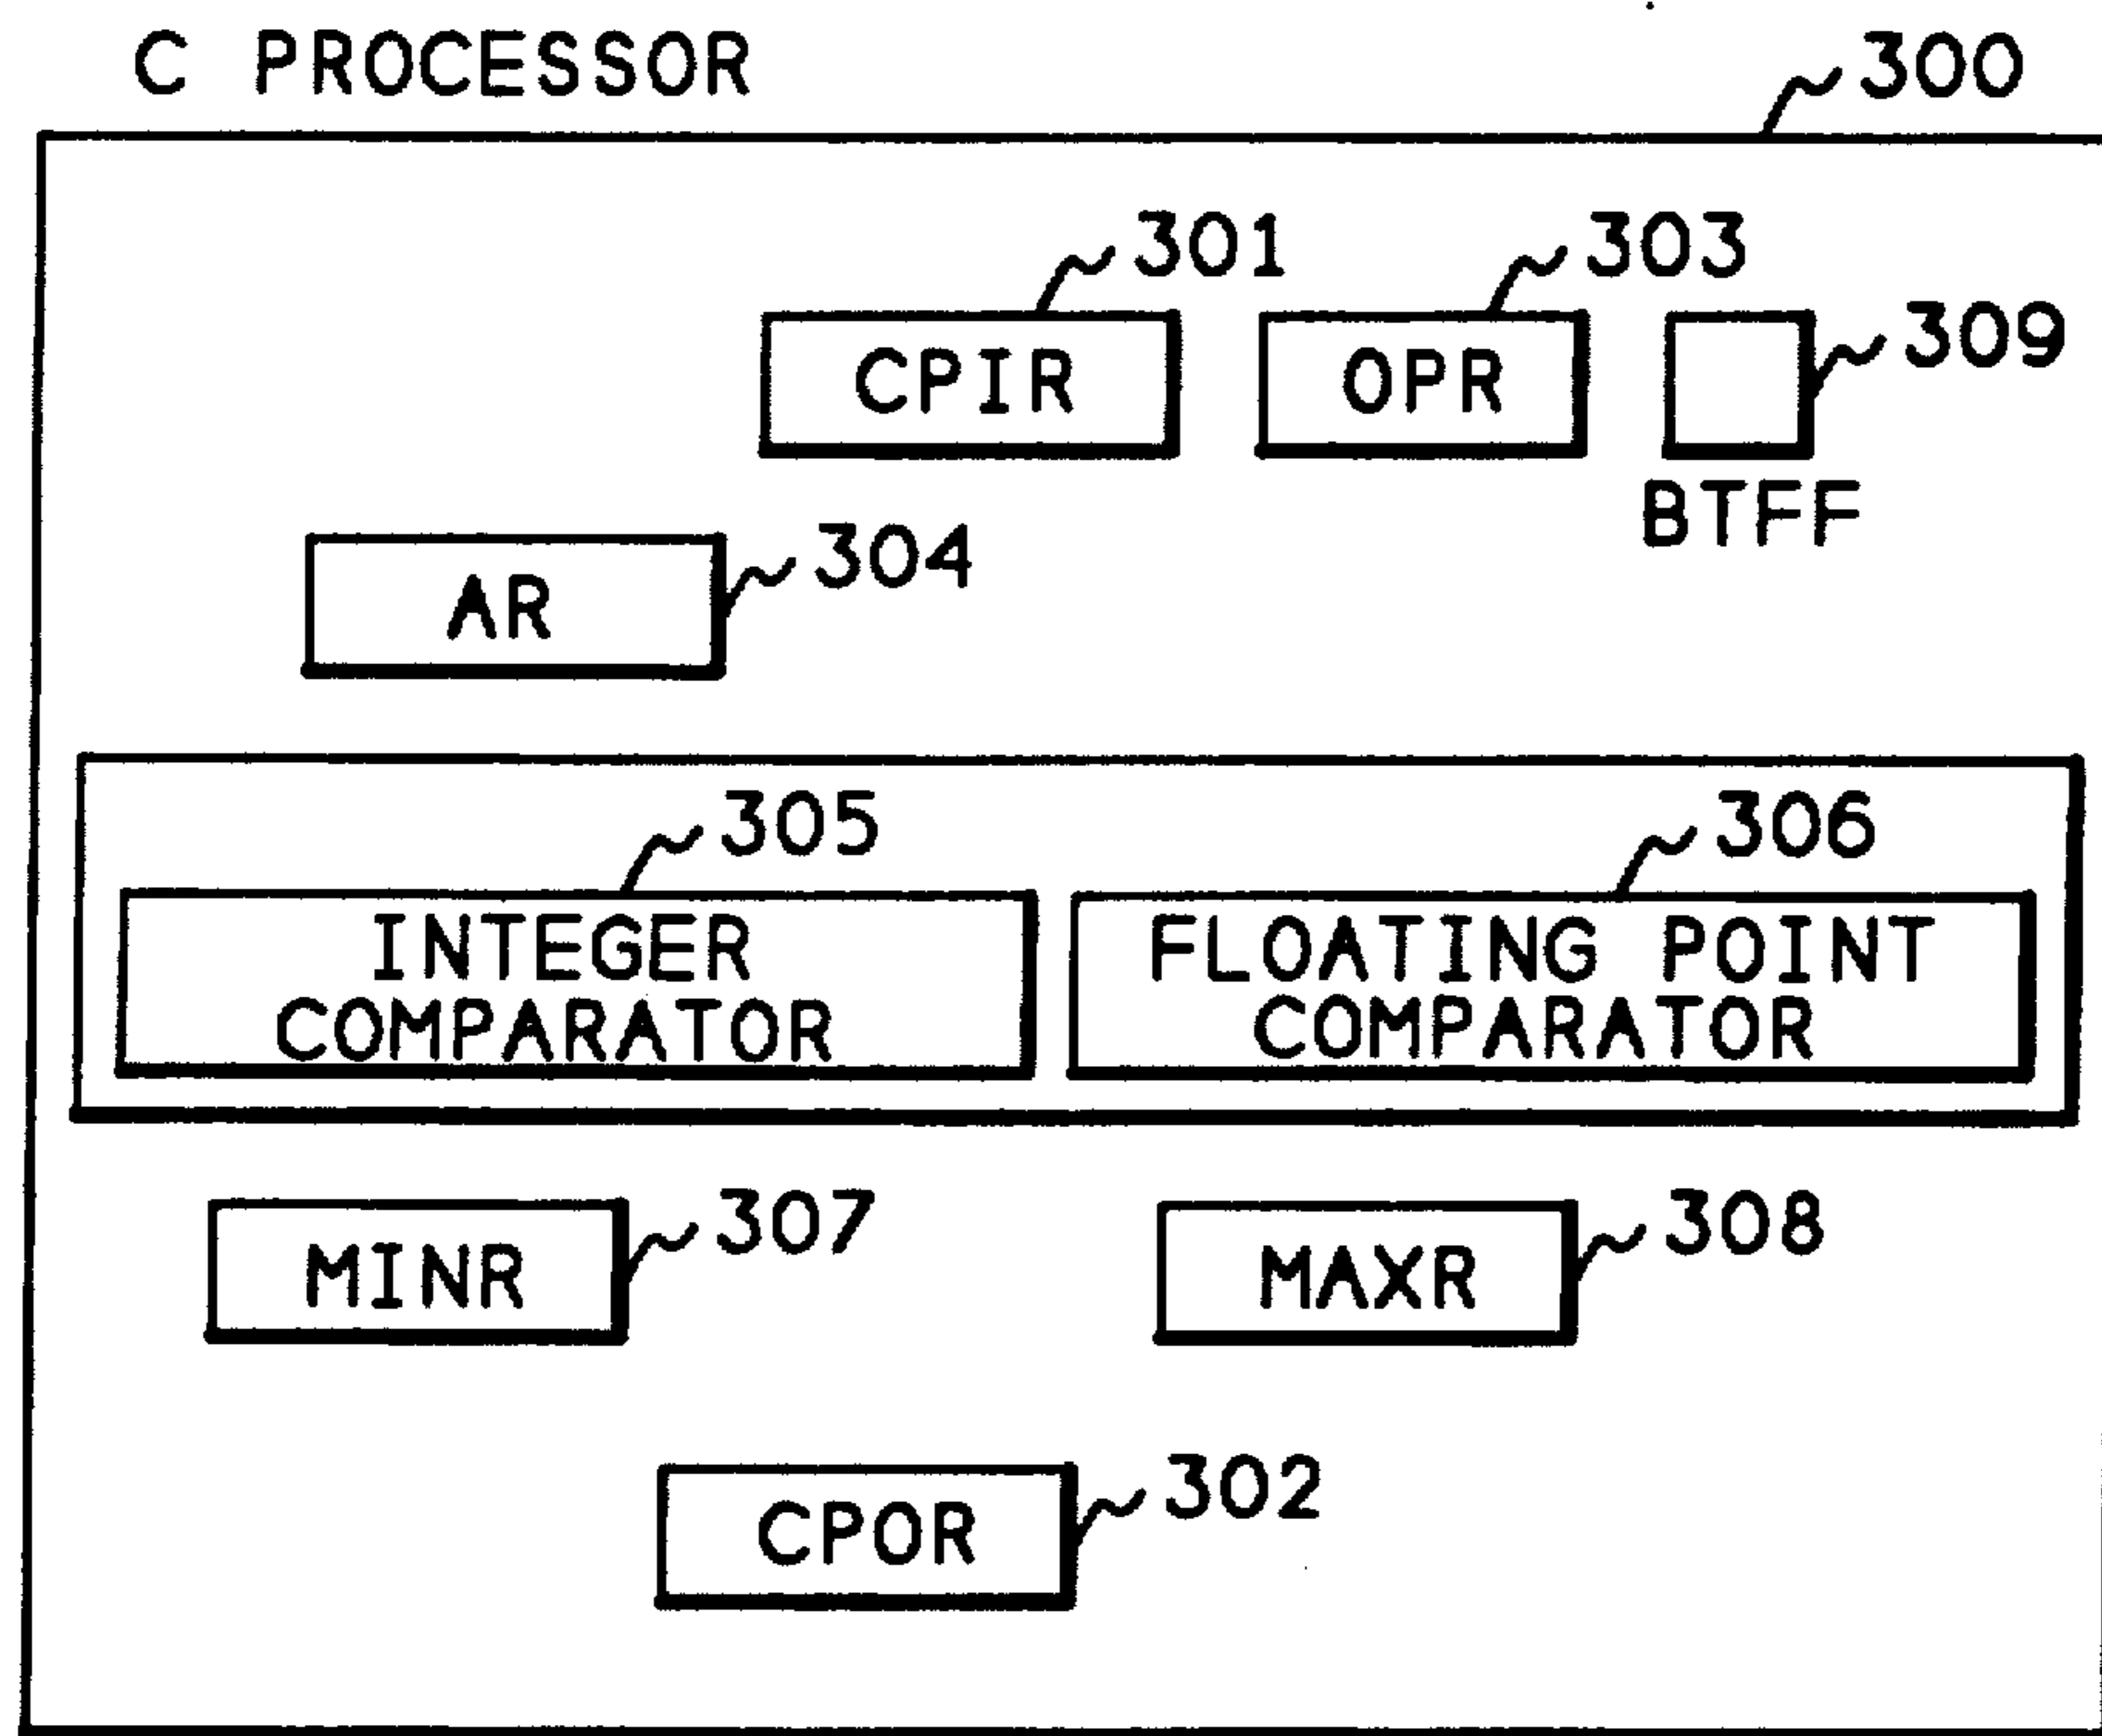 C PROCESSOR
300
301
303
309
CPIR
OPR
BTFF
304
AR
305
306
INTEGER
COMPARATOR
FLOATING POINT
COMPARATOR
307
308
MINR
MAXR
302
CPOR